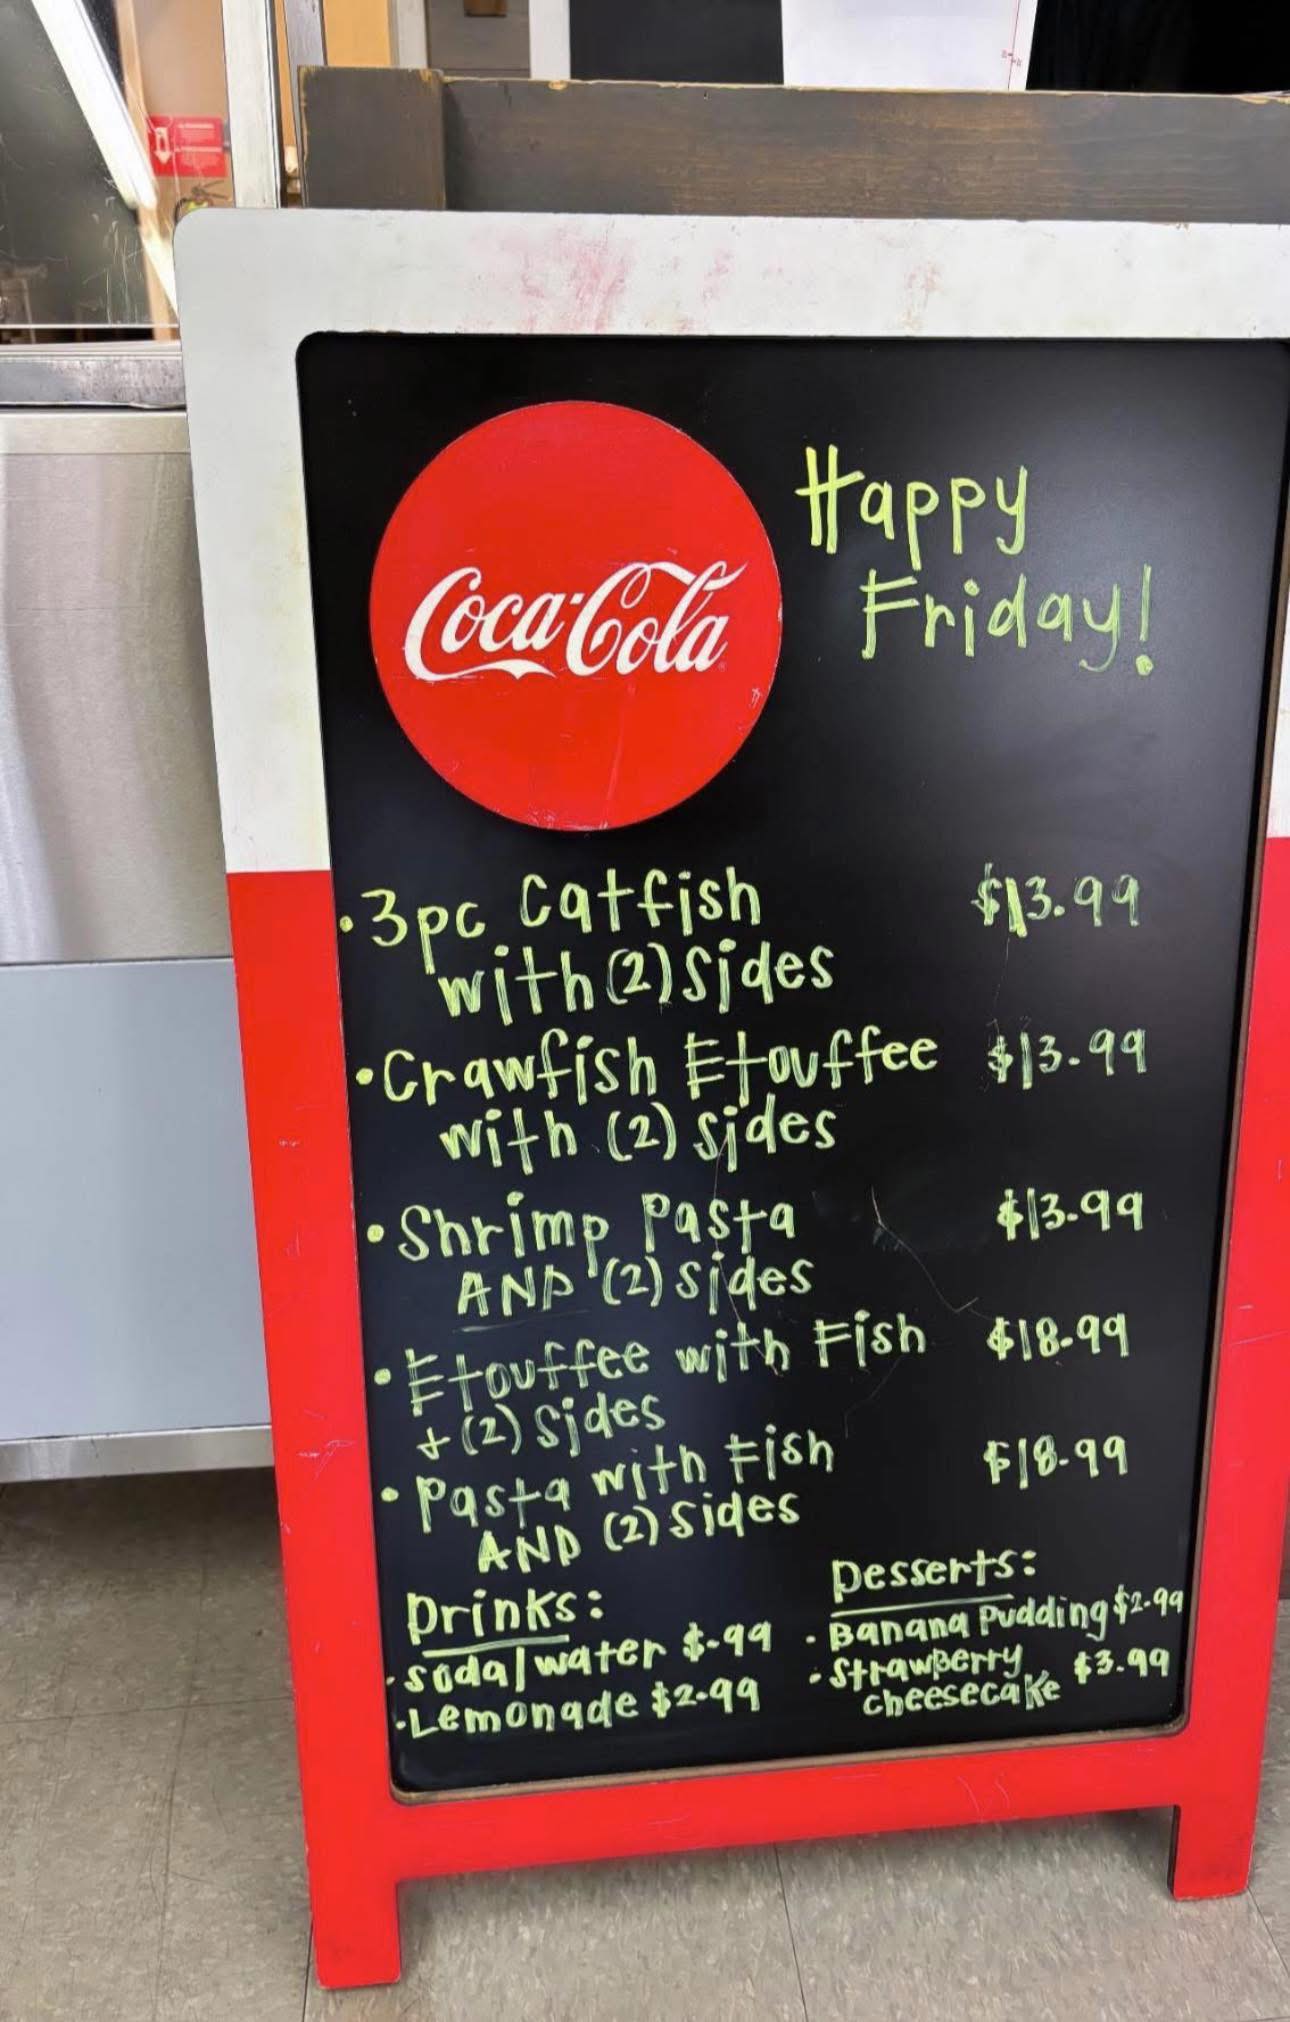 Coca-Cola
Happy
Friday!
•3pc Catfish $13.99
with (2) Sides
•Crawfish Etouffee $13.99
with (2) sides
•Shrimp Pasta $13.99
AND (2) sides
•Etouffee with Fish $18.99
+ (2) Sides
•Pasta with Fish $18.99
AND (2) Sides
Drinks:
•soda/water $.99
•Lemonade $2.99
Desserts:
•Banana Pudding $2.99
•Strawberry $3.99
cheesecake